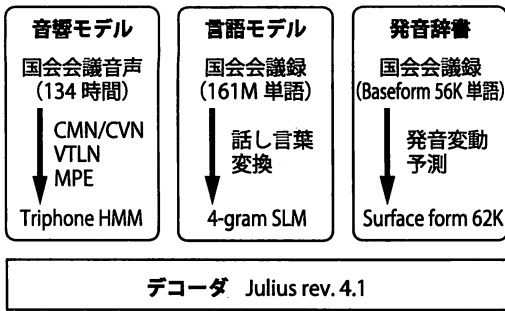 音響モデル
国会会議音声
(134 時間)
CMN/CVN
VTLN
MPE
Triphone HMM
言語モデル
国会会議録
(161M 単語)
話し言葉
変換
4-gram SLM
発音辞書
国会会議録
(Baseform 56K 単語)
発音変動
予測
Surface form 62K
デコーダ Julius rev. 4.1